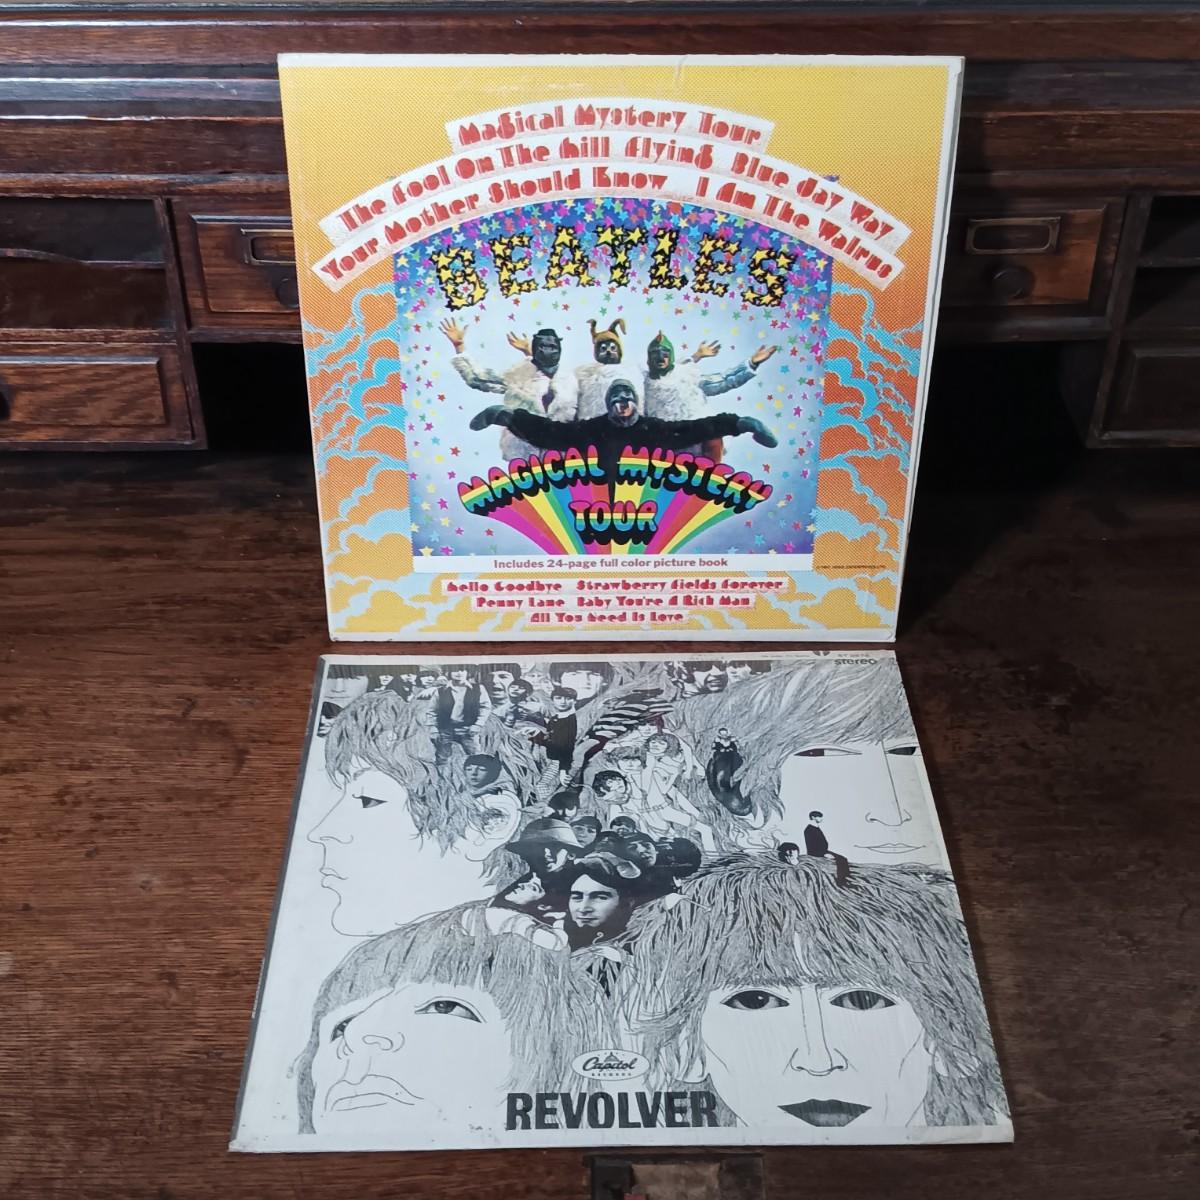 Magical Mystery Tour
The Fool On The Hill Flying Blue Jay Way
Your Mother Should Know I Am The Walrus
BEATLES
MAGICAL MYSTERY
TOUR
Includes 24-page full color picture book
Hello Goodbye Strawberry Fields Forever
Penny Lane Baby You're A Rich Man
All You Need Is Love
stereo
Capitol
RECORDS
REVOLVER